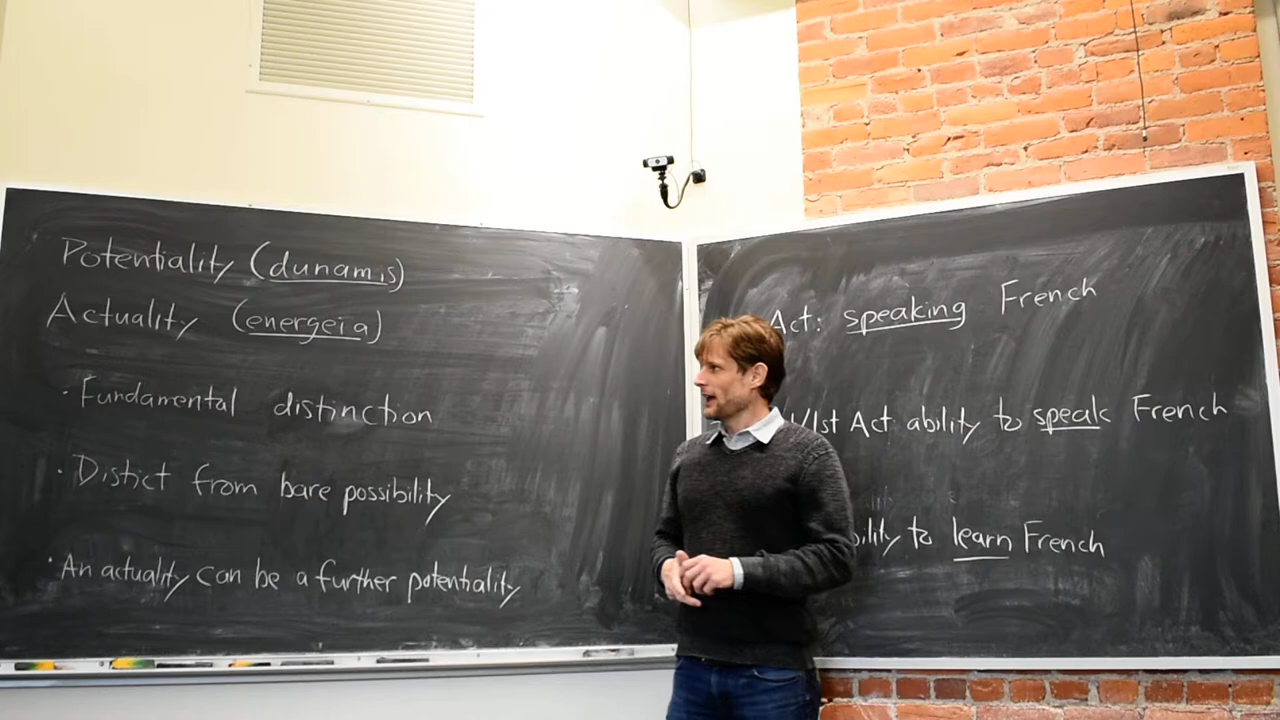 Potentiality (dunamis)
Actuality (energeia)
· Fundamental distinction
· Distict from bare possibility
· An actuality can be a further potentiality
Act: speaking French
/1st Act ability to speak French
to learn French